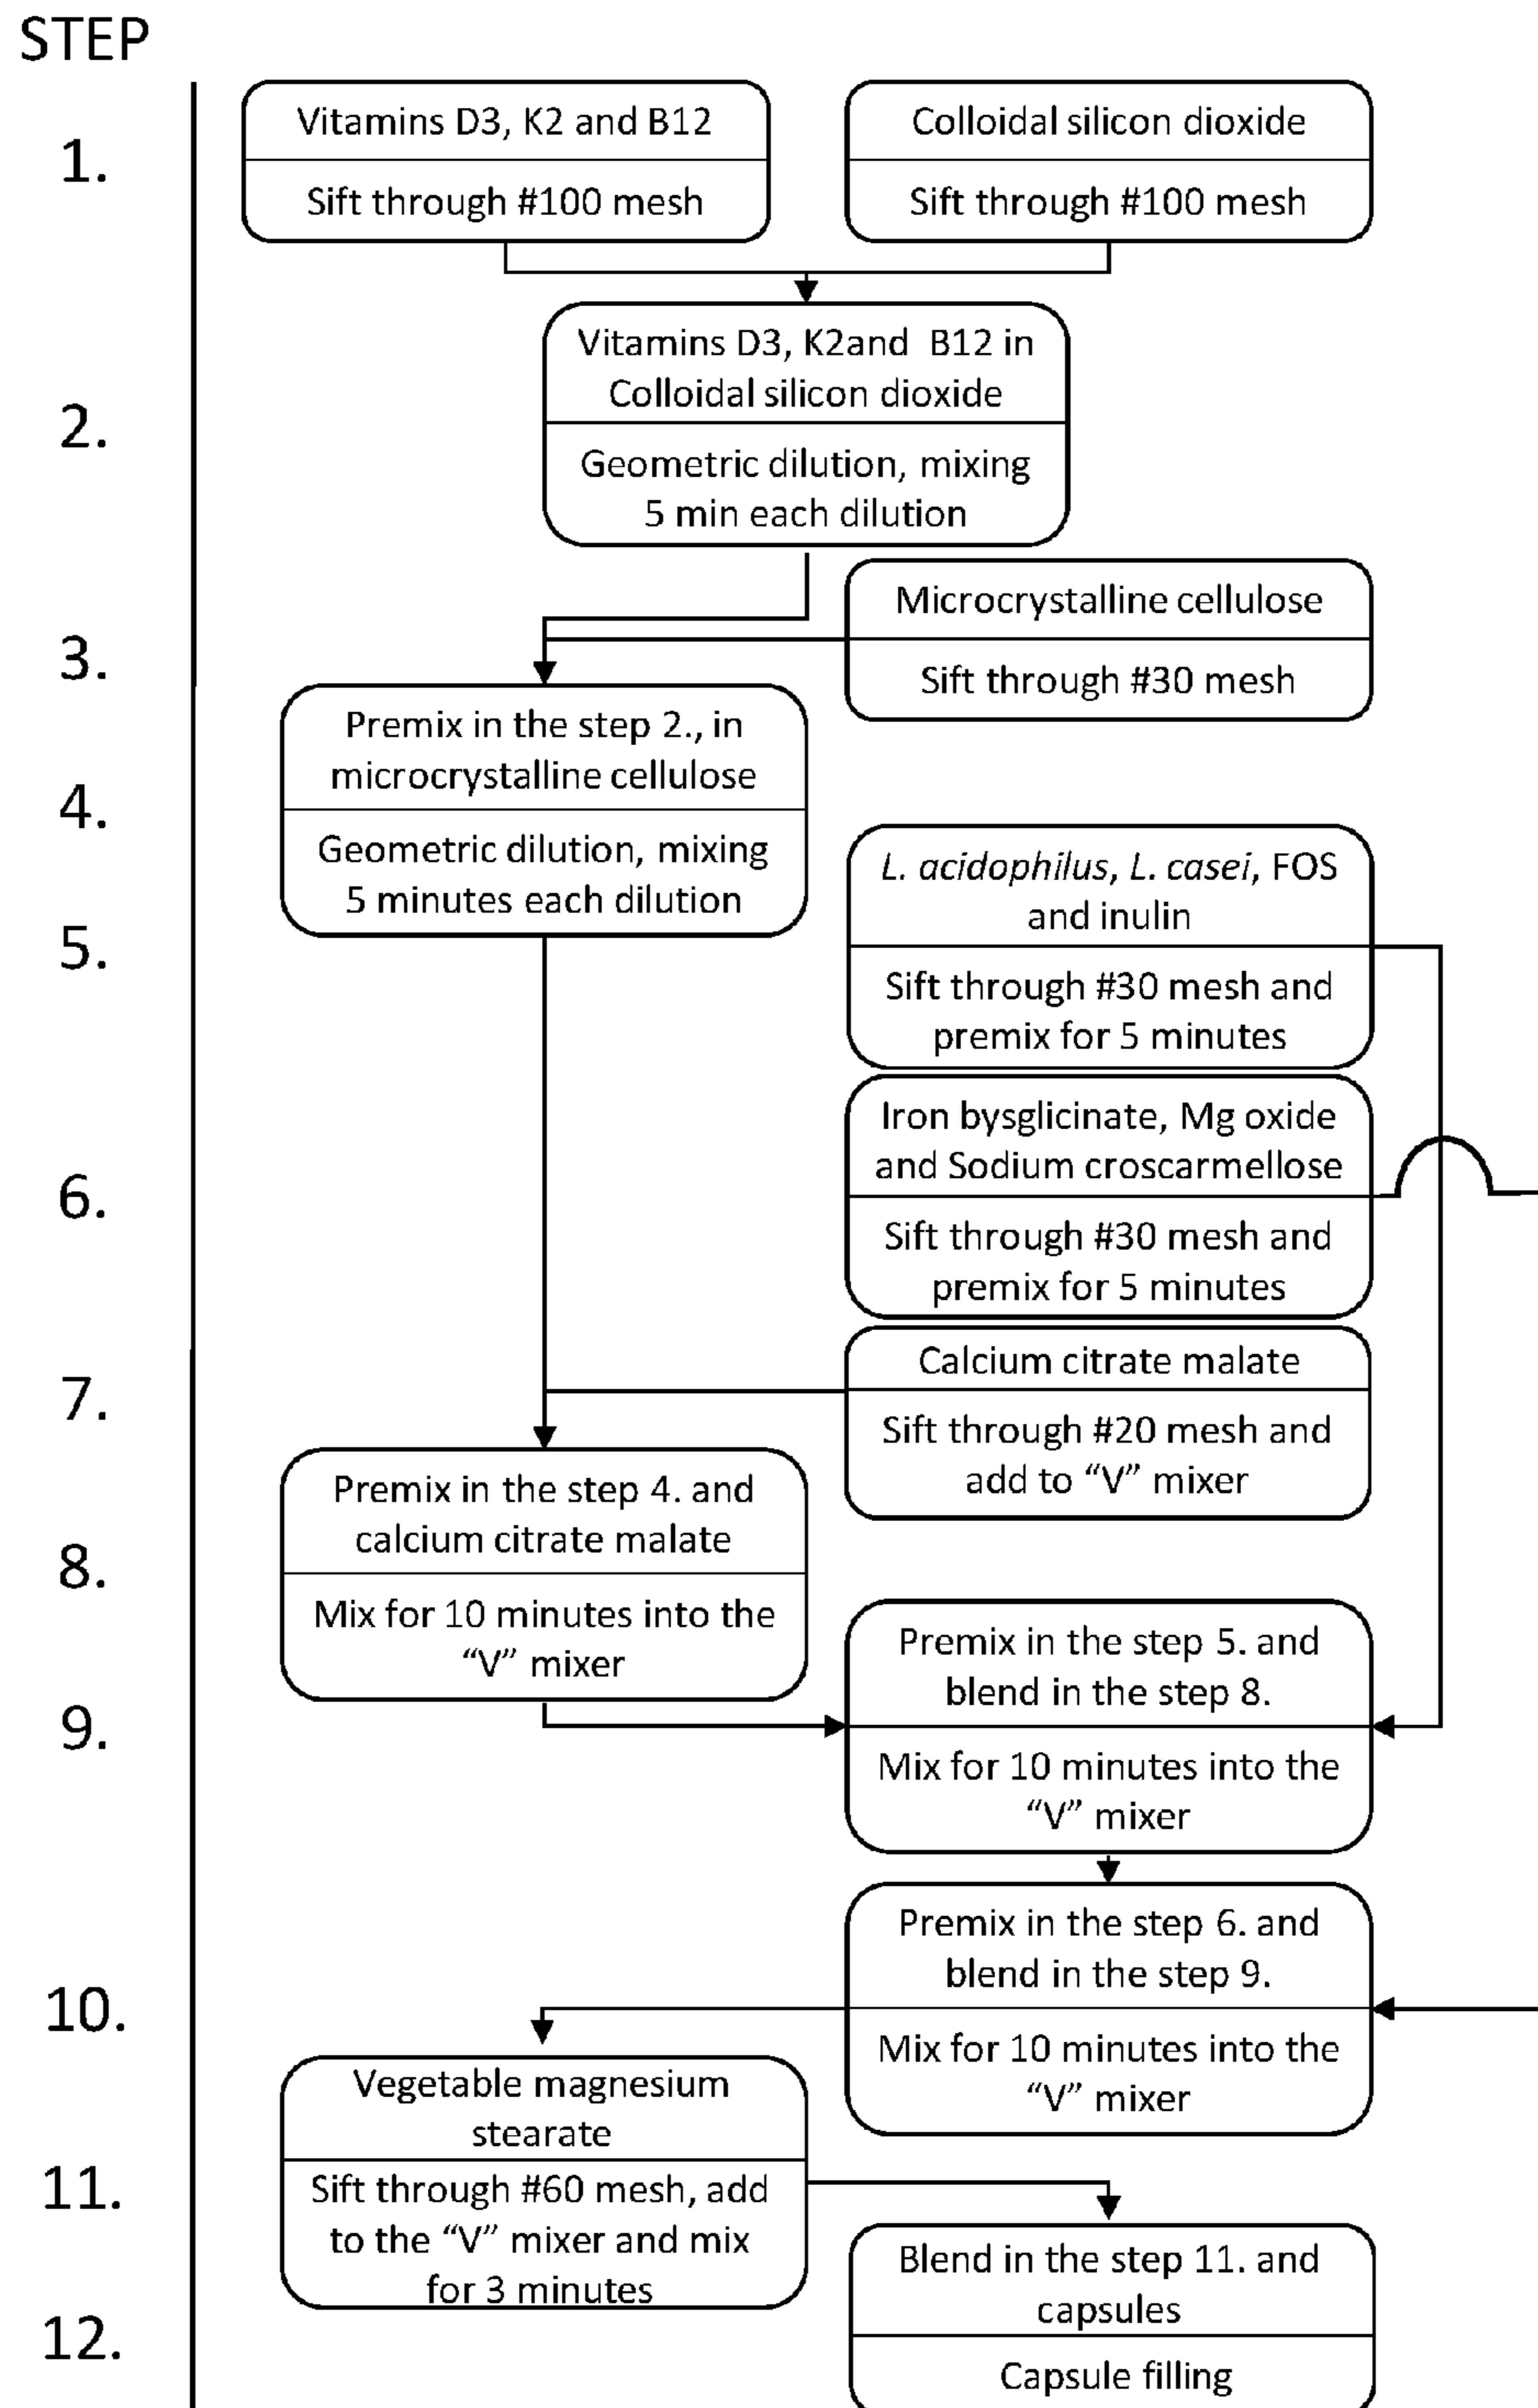 STEP
1.
Vitamins D3, K2 and B12
Sift through #100 mesh
Colloidal silicon dioxide
Sift through #100 mesh
2.
Vitamins D3, K2and B12 in
Colloidal silicon dioxide
Geometric dilution, mixing
5 min each dilution
3.
Microcrystalline cellulose
Sift through #30 mesh
4.
Premix in the step 2., in
microcrystalline cellulose
Geometric dilution, mixing
5 minutes each dilution
5.
L. acidophilus, L. casei, FOS
and inulin
Sift through #30 mesh and
premix for 5 minutes
6.
Iron bysglicinate, Mg oxide
and Sodium croscarmellose
Sift through #30 mesh and
premix for 5 minutes
7.
Calcium citrate malate
Sift through #20 mesh and
add to “V” mixer
8.
Premix in the step 4. and
calcium citrate malate
Mix for 10 minutes into the
“V” mixer
9.
Premix in the step 5. and
blend in the step 8.
Mix for 10 minutes into the
“V” mixer
10.
Premix in the step 6. and
blend in the step 9.
Mix for 10 minutes into the
“V” mixer
11.
Vegetable magnesium
stearate
Sift through #60 mesh, add
to the “V” mixer and mix
for 3 minutes
12.
Blend in the step 11. and
capsules
Capsule filling